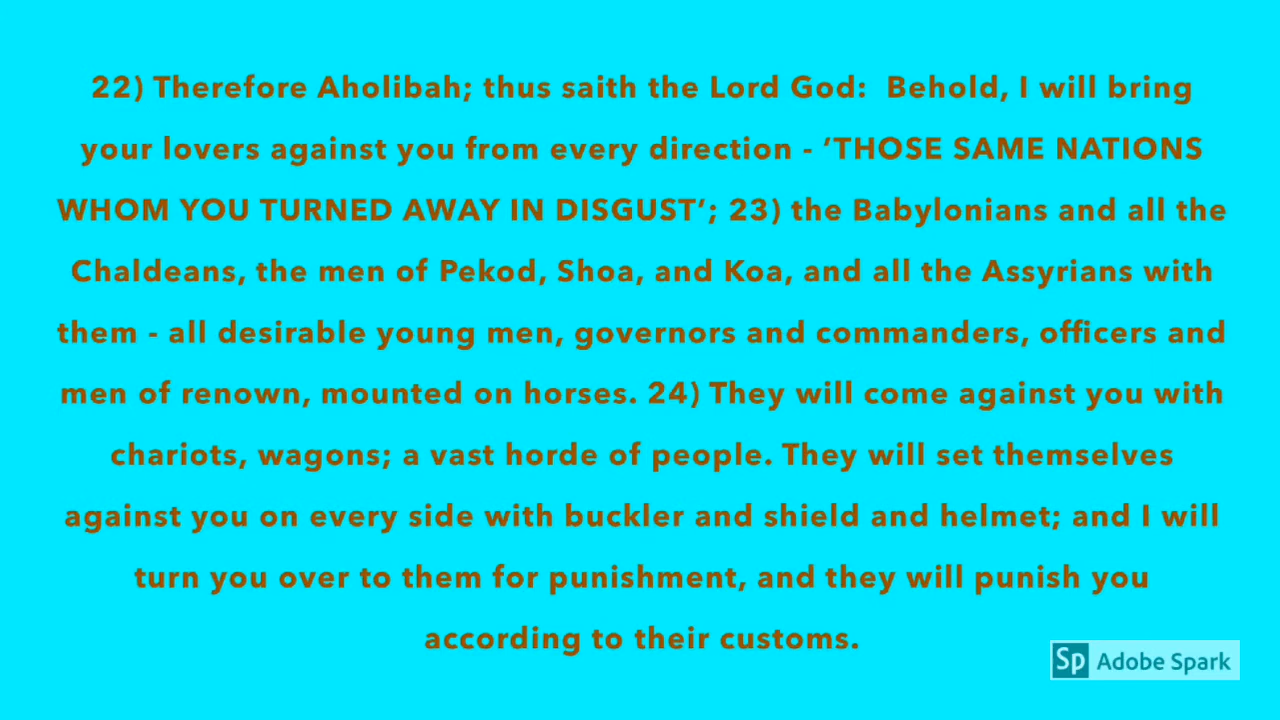 22) Therefore Aholibah; thus saith the Lord God:  Behold, I will bring
your lovers against you from every direction - ‘THOSE SAME NATIONS
WHOM YOU TURNED AWAY IN DISGUST’; 23) the Babylonians and all the
Chaldeans, the men of Pekod, Shoa, and Koa, and all the Assyrians with
them - all desirable young men, governors and commanders, officers and
men of renown, mounted on horses. 24) They will come against you with
chariots, wagons; a vast horde of people. They will set themselves
against you on every side with buckler and shield and helmet; and I will
turn you over to them for punishment, and they will punish you
according to their customs.
Sp Adobe Spark